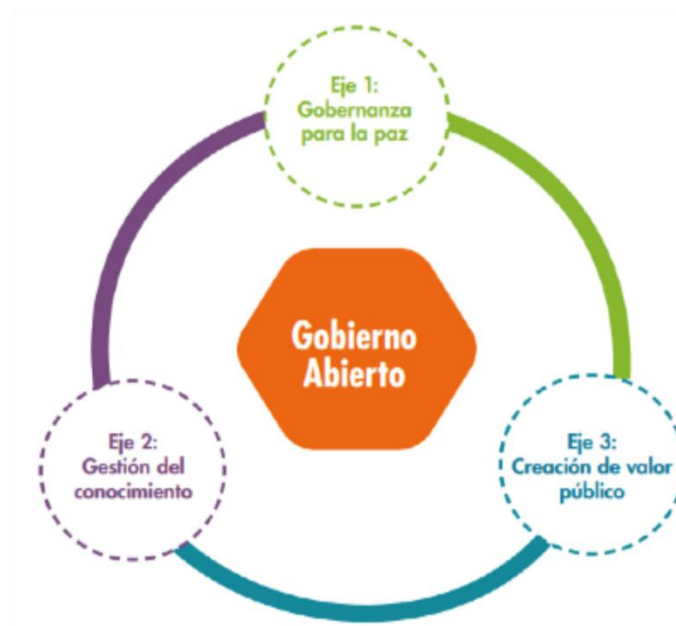 Eje 1:
Gobernanza
para la paz
Gobierno
Abierto
Eje 2:
Gestión del
conocimiento
Eje 3:
Creación de valor
público